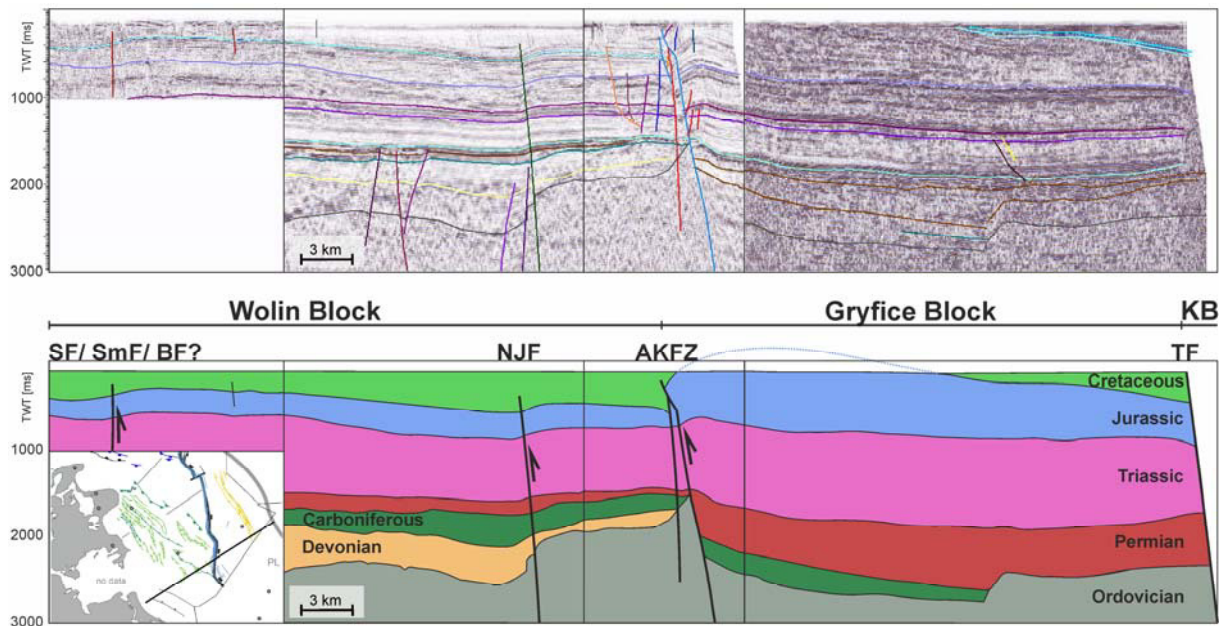 TWT [ms]
1000
2000
3000
3 km
Wolin Block
Gryfice Block
KB
SF/ SmF/ BF?
NJF
AKFZ
TF
TWT [ms]
1000
2000
3000
Cretaceous
Jurassic
Triassic
Carboniferous
Devonian
Permian
Ordovician
no data
PL
3 km